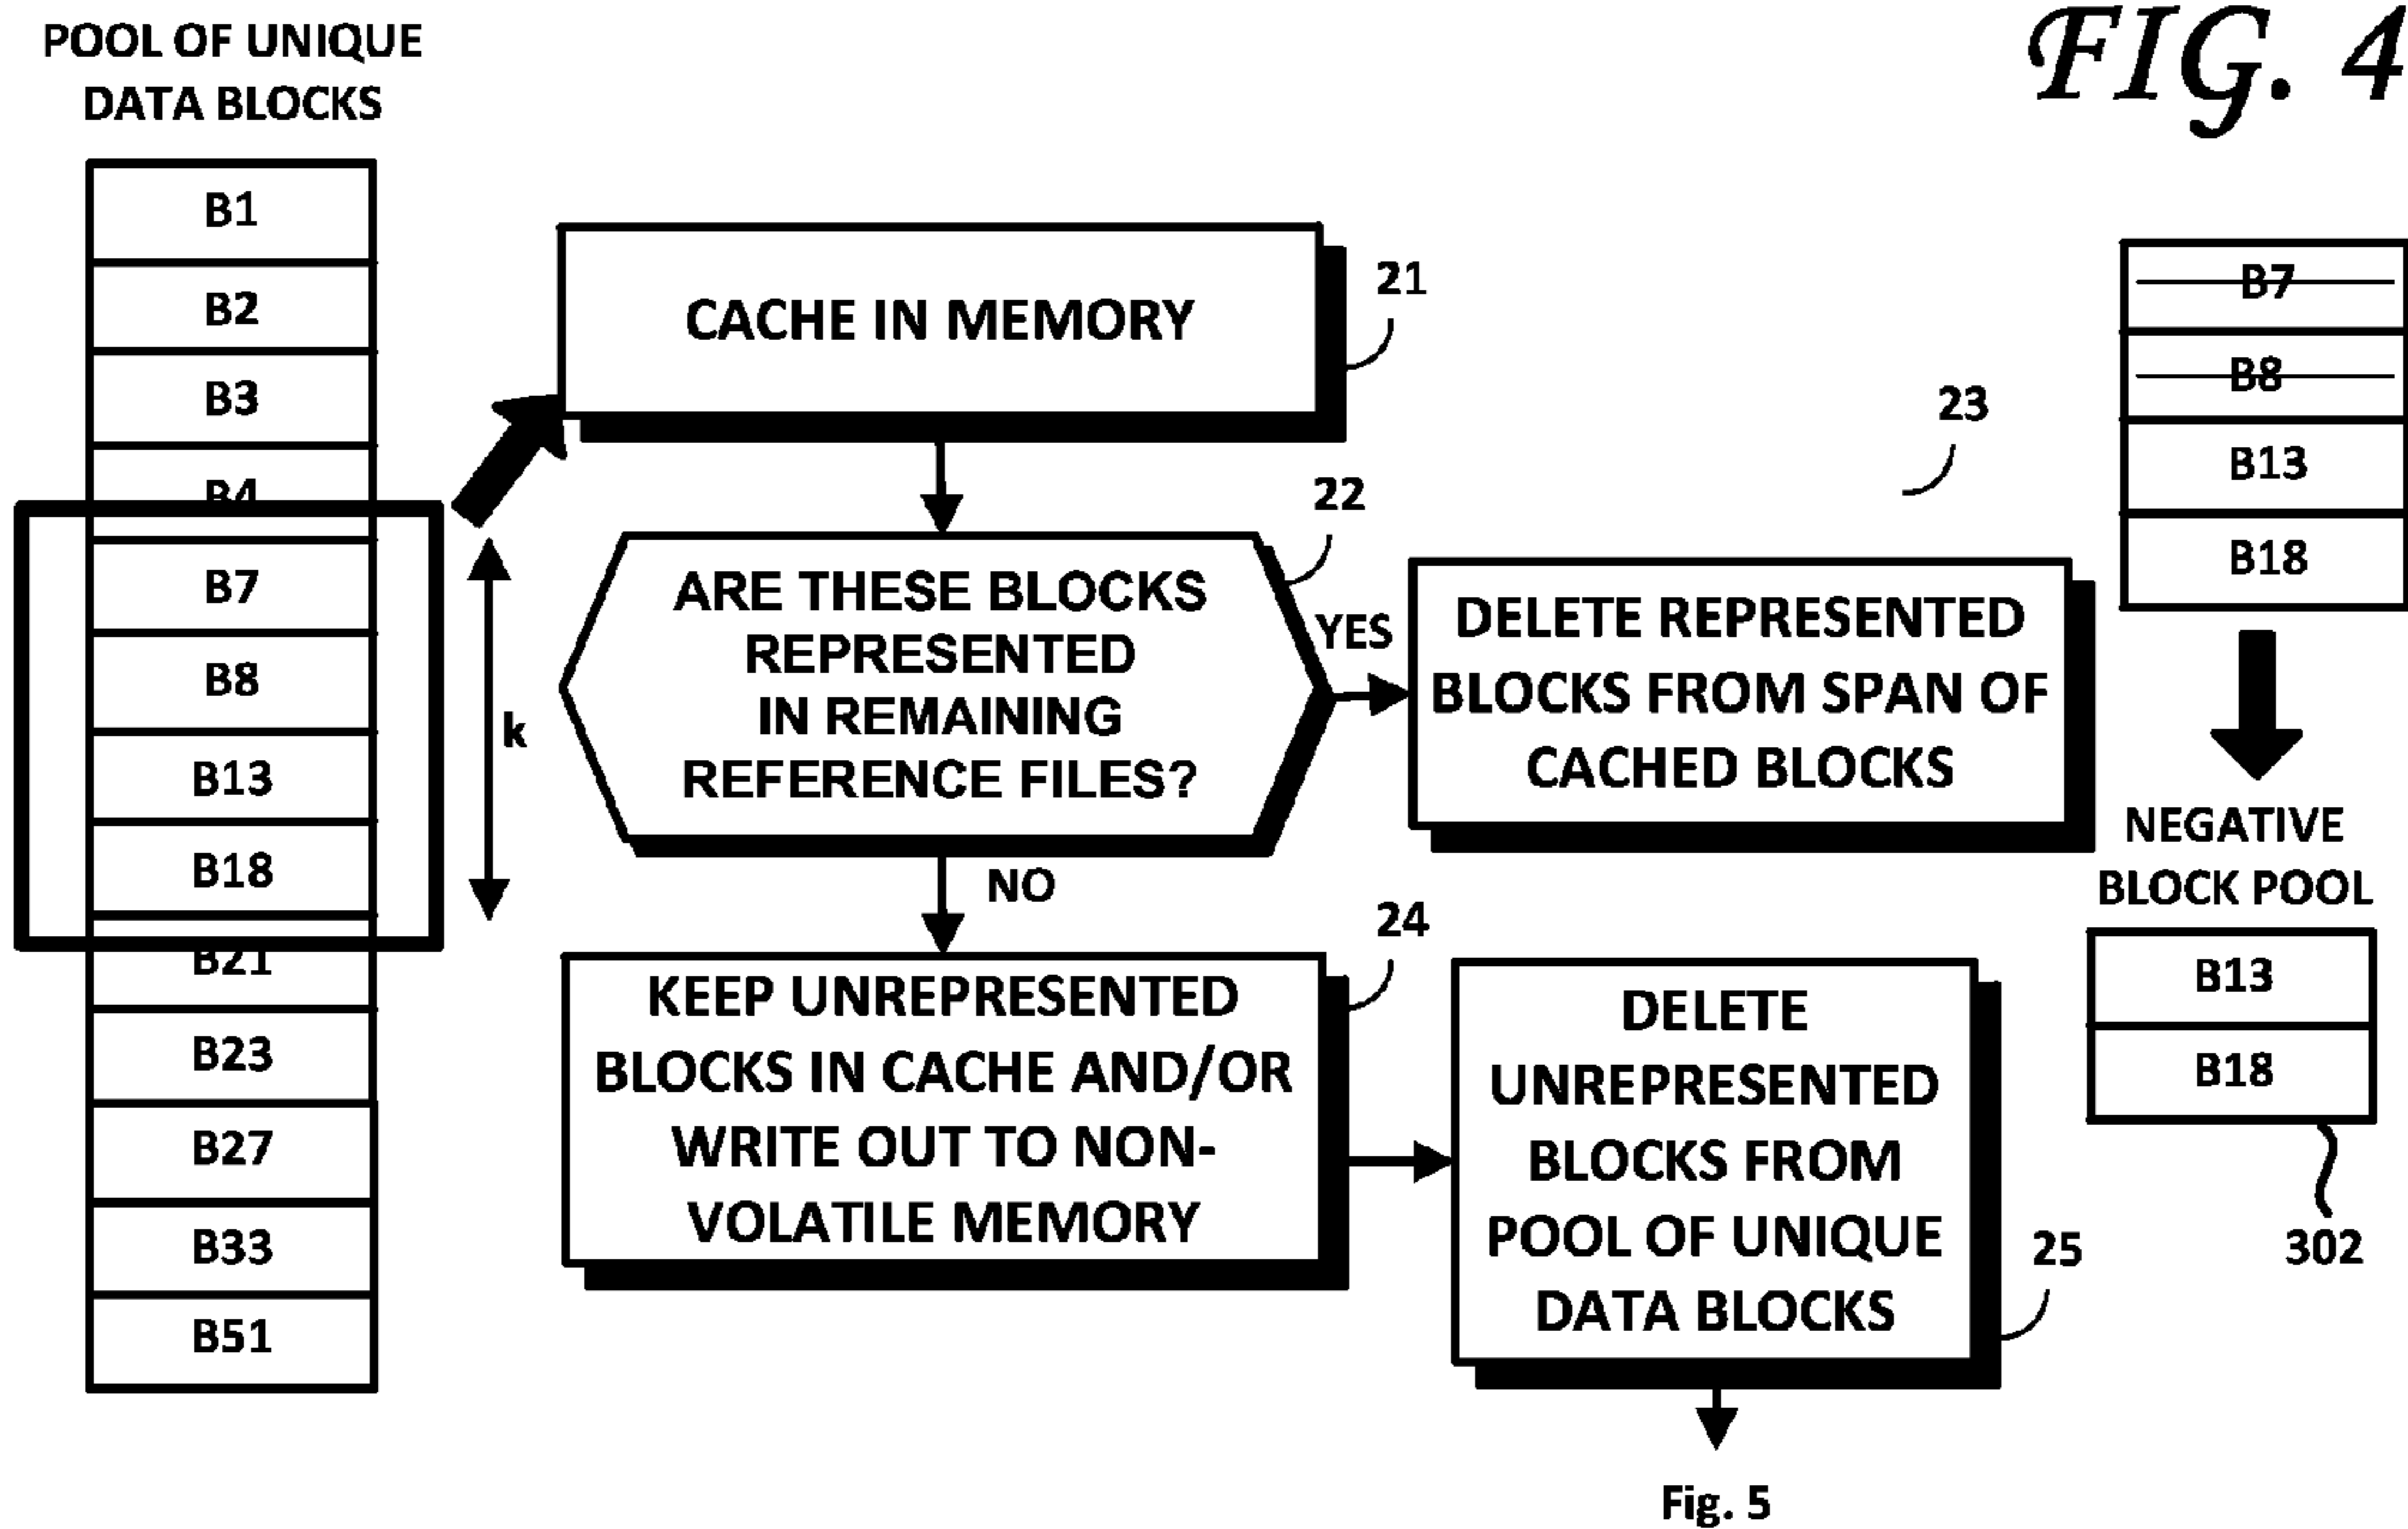 FIG. 4
POOL OF UNIQUE
DATA BLOCKS
B1
B2
B3
B4
B7
B8
B13
B18
B21
B23
B27
B33
B51
k
CACHE IN MEMORY
21
ARE THESE BLOCKS
REPRESENTED
IN REMAINING
REFERENCE FILES?
22
YES
DELETE REPRESENTED
BLOCKS FROM SPAN OF
CACHED BLOCKS
23
NO
KEEP UNREPRESENTED
BLOCKS IN CACHE AND/OR
WRITE OUT TO NON-
VOLATILE MEMORY
24
DELETE
UNREPRESENTED
BLOCKS FROM
POOL OF UNIQUE
DATA BLOCKS
25
Fig. 5
B7
B8
B13
B18
NEGATIVE
BLOCK POOL
B13
B18
302